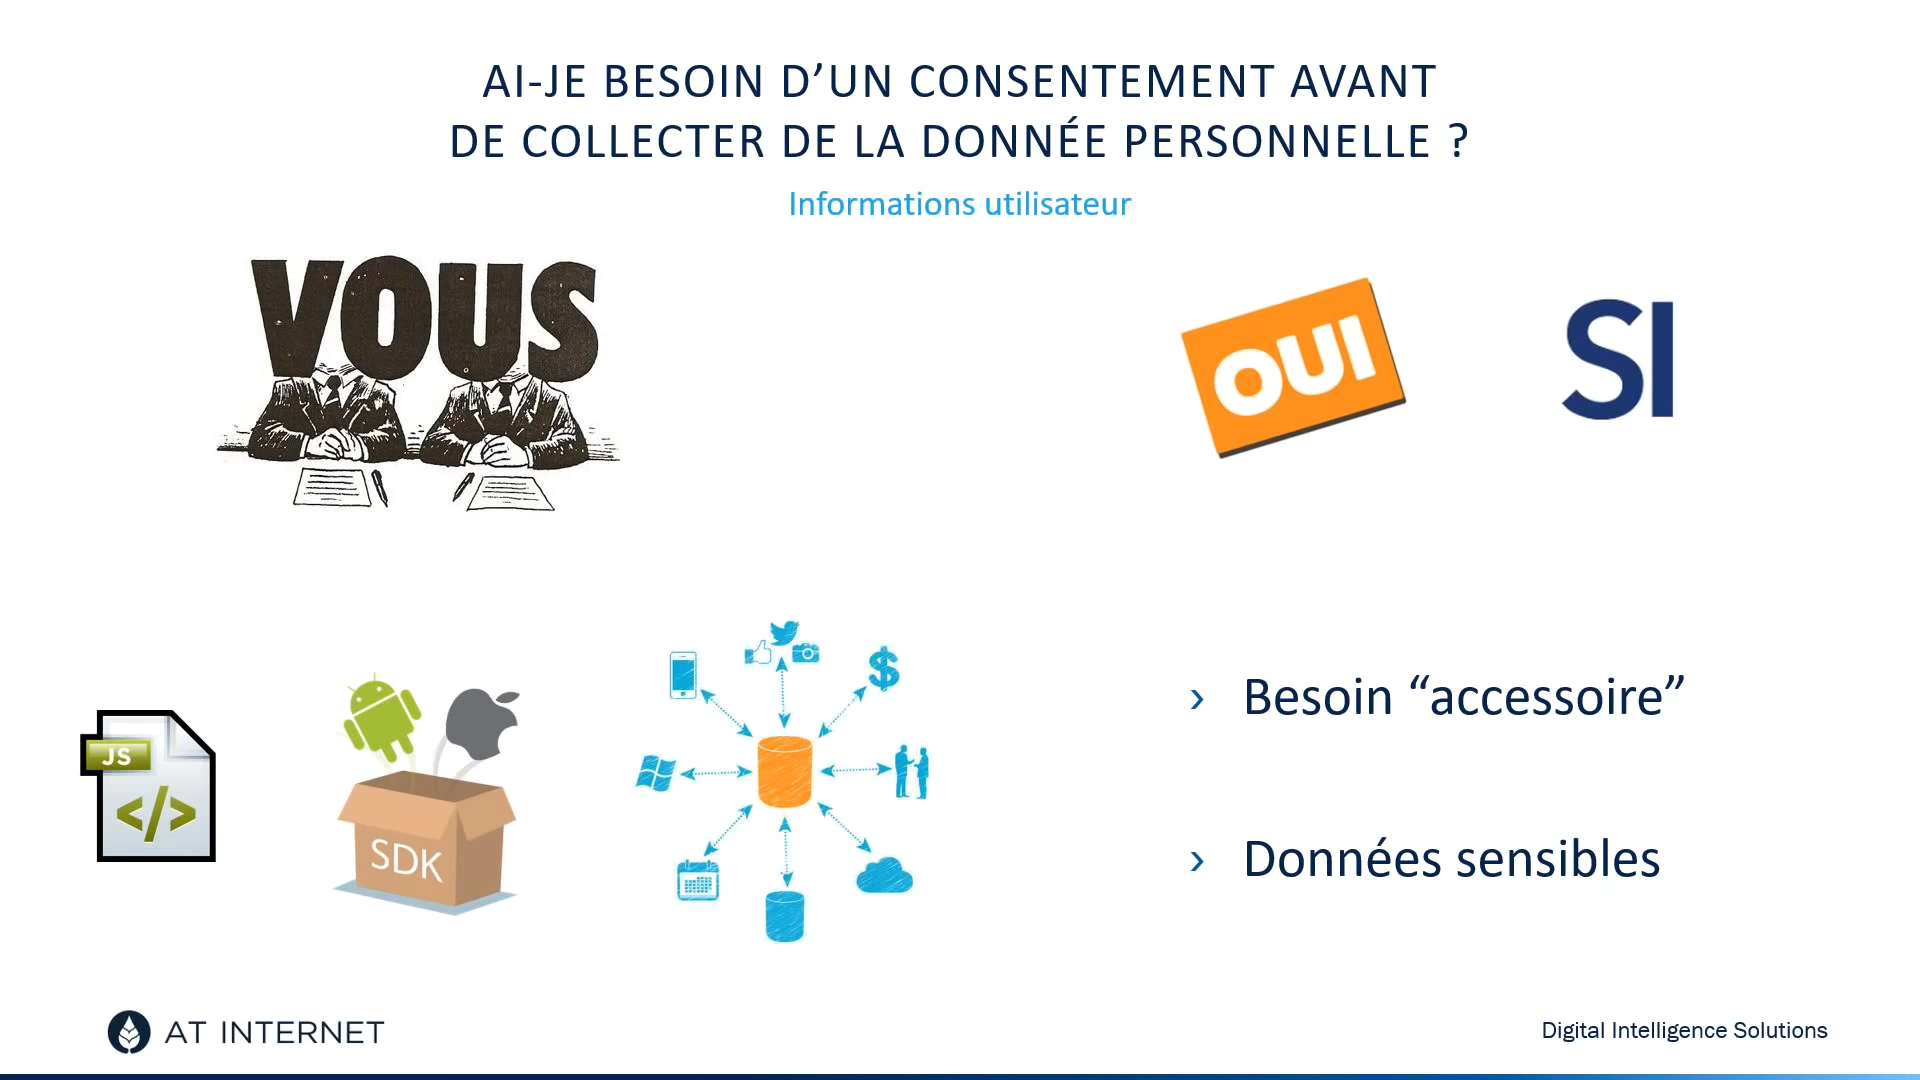 AI-JE BESOIN D’UN CONSENTEMENT AVANT
DE COLLECTER DE LA DONNÉE PERSONNELLE ?
Informations utilisateur
VOUS
OUI
SI
JS
</>
SDK
$
› Besoin “accessoire”
› Données sensibles
AT INTERNET
Digital Intelligence Solutions